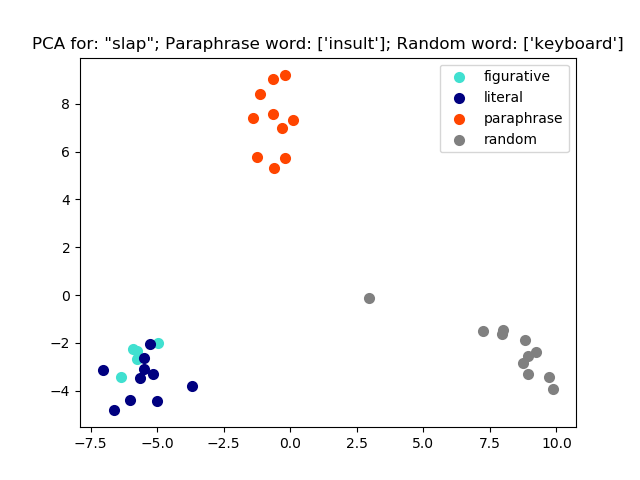 PCA for: "slap"; Paraphrase word: ['insult']; Random word: ['keyboard']
figurative
literal
paraphrase
random
8
6
4
2
0
−2
−4
−7.5 −5.0 −2.5 0.0 2.5 5.0 7.5 10.0